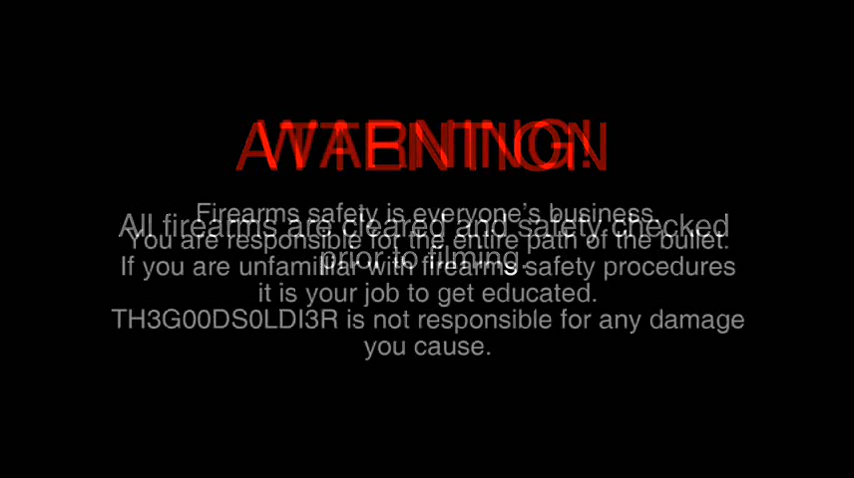 WARNING!
ATTENTION
Firearms safety is everyone's business.
All firearms are cleared and safety checked
You are responsible for the entire path of the bullet.
prior to filming.
If you are unfamiliar with firearms safety procedures
it is your job to get educated.
TH3G00DS0LDI3R is not responsible for any damage
you cause.